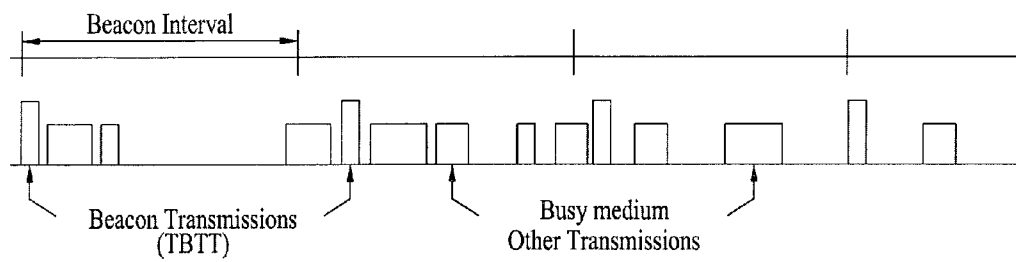 Beacon Interval
Beacon Transmissions
(TBTT)
Busy medium
Other Transmissions